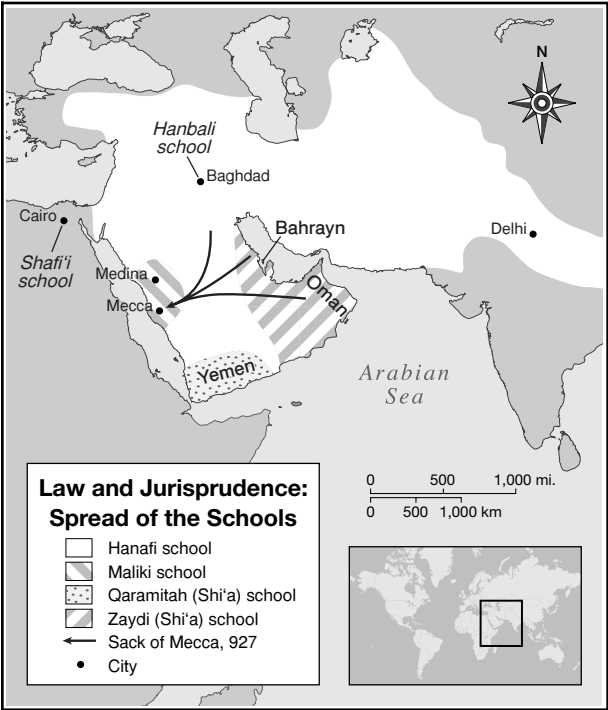 N
Hanbali
school
Baghdad
Cairo
Shafi‘i
school
Bahrayn
Delhi
Medina
Mecca
Oman
Yemen
Arabian
Sea
Law and Jurisprudence:
Spread of the Schools
Hanafi school
Maliki school
Qaramitah (Shi‘a) school
Zaydi (Shi‘a) school
Sack of Mecca, 927
City
0 500 1,000 mi.
0 500 1,000 km